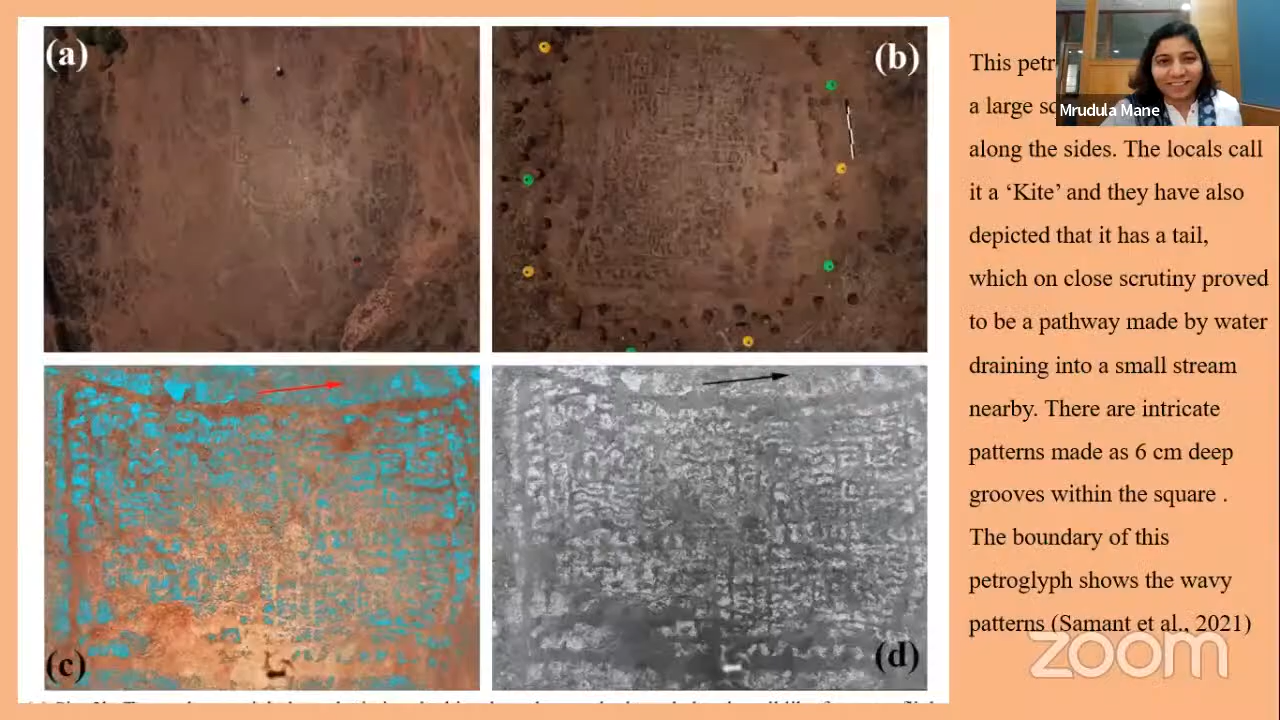 (a)
(b)
(c)
(d)
Mrudula Mane
This
a large
along the sides. The locals call
it a ‘Kite’ and they have also
depicted that it has a tail,
which on close scrutiny proved
to be a pathway made by water
draining into a small stream
nearby. There are intricate
patterns made as 6 cm deep
grooves within the square .
The boundary of this
petroglyph shows the wavy
patterns (Samant et al., 2021)
zoom